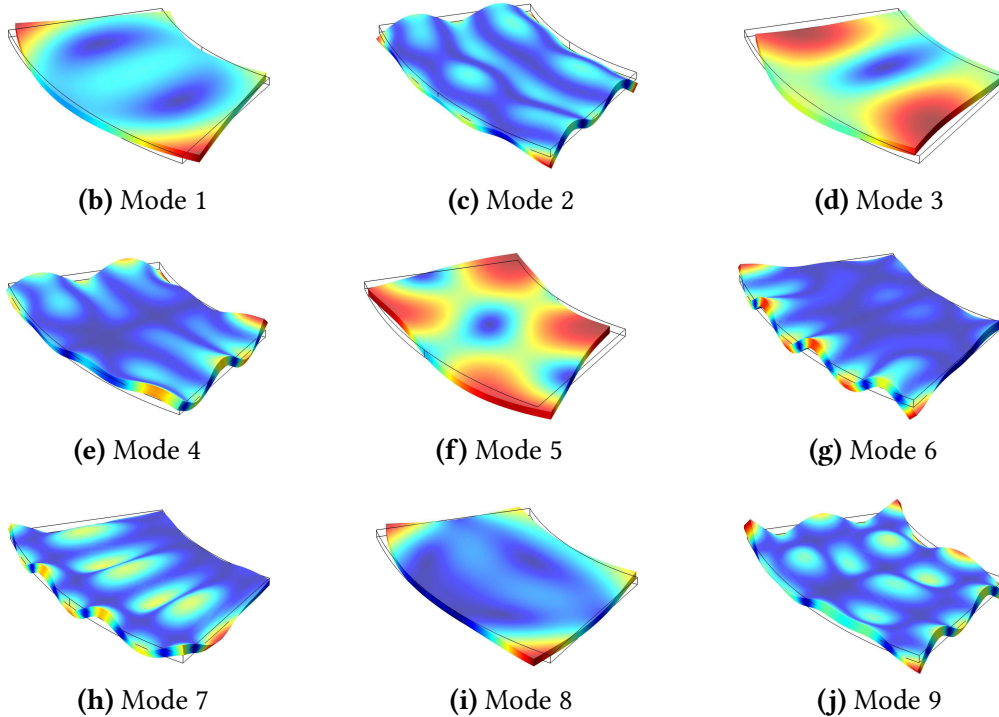 (b) Mode 1
(c) Mode 2
(d) Mode 3
(e) Mode 4
(f) Mode 5
(g) Mode 6
(h) Mode 7
(i) Mode 8
(j) Mode 9